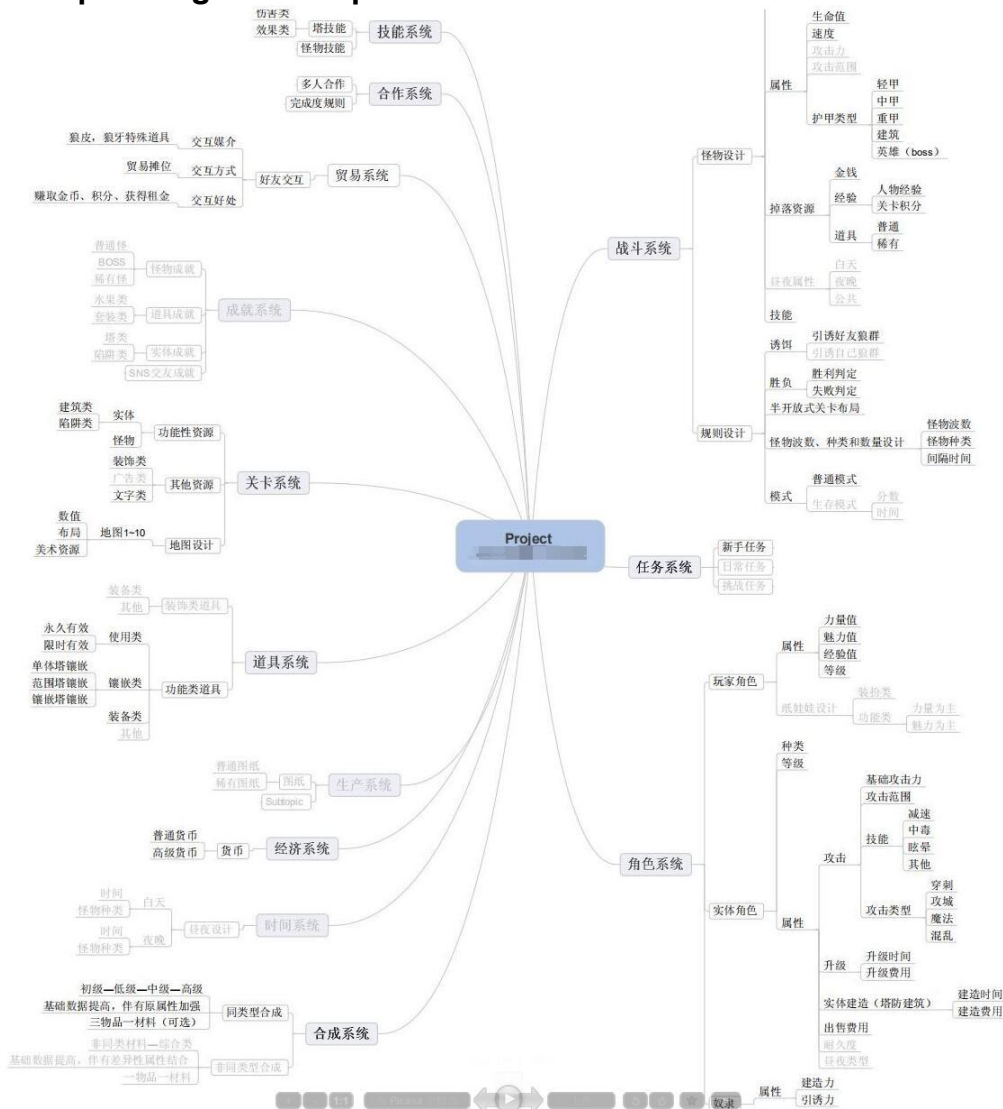 伤害类
效果类
塔技能
怪物技能
技能系统
多人合作
完成度规则
合作系统
狼皮，狼牙特殊道具
交互媒介
贸易摊位
交互方式
赚取金币、积分、获得租金
交互好处
好友交互
贸易系统
普通怪
BOSS
稀有怪
怪物成就
水果类
套装类
道具成就
塔类
陷阱类
实体成就
SNS交友成就
成就系统
建筑类
陷阱类
实体
怪物
功能性资源
装饰类
广告类
文字类
其他资源
数值
布局
美术资源
地图1~10
地图设计
关卡系统
装备类
其他
装饰类道具
永久有效
限时有效
使用类
单体塔镶嵌
范围塔镶嵌
镶嵌塔镶嵌
镶嵌类
装备类
其他
功能类道具
道具系统
普通图纸
稀有图纸
图纸
Subtopic
生产系统
普通货币
高级货币
货币
经济系统
时间
怪物种类
白天
时间
怪物种类
夜晚
昼夜设计
时间系统
初级—低级—中级—高级
基础数据提高，伴有原属性加强
三物品一材料（可选）
同类型合成
非同类材料—综合类
基础数据提高，伴有差异性属性结合
一物品一材料
非同类型合成
合成系统
Project
战斗系统
怪物设计
属性
生命值
速度
攻击力
攻击范围
护甲类型
轻甲
中甲
重甲
建筑
英雄（boss）
掉落资源
金钱
经验
人物经验
关卡积分
道具
普通
稀有
昼夜属性
白天
夜晚
公共
技能
规则设计
诱饵
引诱好友狼群
引诱自己狼群
胜负
胜利判定
失败判定
半开放式关卡布局
怪物波数、种类和数量设计
怪物波数
怪物种类
间隔时间
模式
普通模式
生存模式
分数
时间
任务系统
新手任务
日常任务
挑战任务
角色系统
玩家角色
属性
力量值
魅力值
经验值
等级
纸娃娃设计
装扮类
功能类
力量为主
魅力为主
实体角色
种类
等级
属性
攻击
基础攻击力
攻击范围
技能
减速
中毒
眩晕
其他
攻击类型
穿刺
攻城
魔法
混乱
升级
升级时间
升级费用
实体建造（塔防建筑）
建造时间
建造费用
出售费用
耐久度
昼夜类型
奴隶
属性
建造力
引诱力
1:1